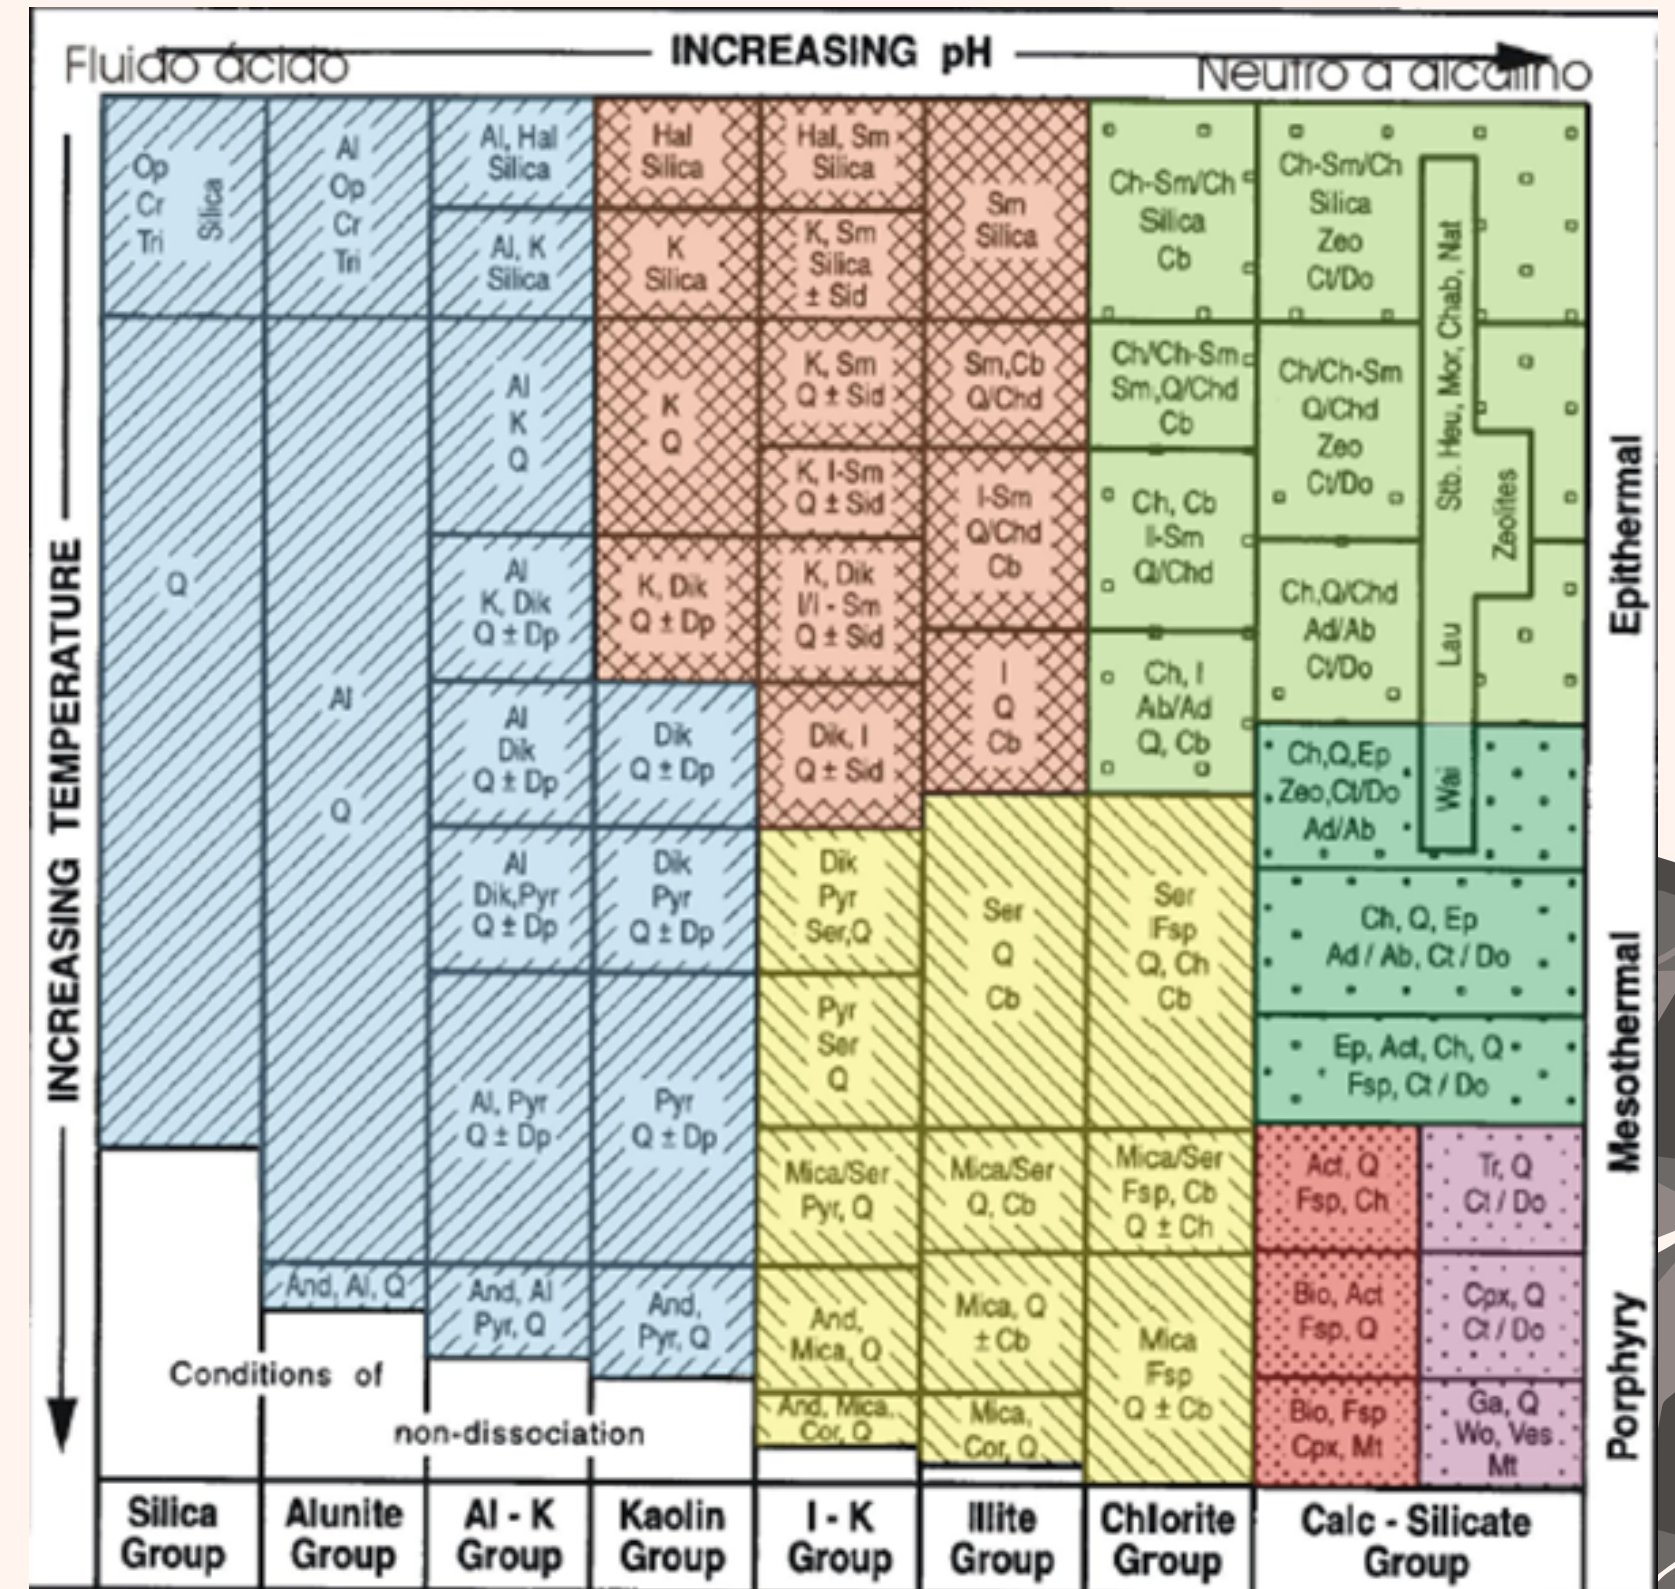 INCREASING pH
Fluido ácido
Neutro a alcalino
INCREASING TEMPERATURE
Op
Cr
Tri
Silica
Q
Al
Op
Cr
Tri
Al
Q
And, Al, Q
Al, Hal
Silica
Al, K
Silica
Al
K
Q
Al
K, Dik
Q ± Dp
Al
Dik
Q ± Dp
Al
Dik,Pyr
Q ± Dp
Al, Pyr
Q ± Dp
And, Al
Pyr, Q
Hal
Silica
K
Silica
K
Q
K, Dik
Q ± Dp
Dik
Q ± Dp
Dik
Pyr
Q ± Dp
Pyr
Q ± Dp
And,
Pyr, Q
Hal, Sm
Silica
K, Sm
Silica
± Sid
K, Sm
Q ± Sid
K, I-Sm
Q ± Sid
K, Dik
I/I - Sm
Q ± Sid
Dik, I
Q ± Sid
Dik
Pyr
Ser,Q
Pyr
Ser
Q
Mica/Ser
Pyr, Q
And,
Mica, Q
And, Mica,
Cor, Q
Sm
Silica
Sm,Cb
Q/Chd
I-Sm
Q/Chd
Cb
I
Q
Cb
Ser
Q
Cb
Mica/Ser
Q, Cb
Mica, Q
± Cb
Mica,
Cor, Q
Ch-Sm/Ch
Silica
Cb
Ch/Ch-Sm
Sm,Q/Chd
Cb
Ch, Cb
I-Sm
Q/Chd
Ch, I
Ab/Ad
Q, Cb
Ser
Fsp
Q, Ch
Cb
Mica/Ser
Fsp, Cb
Q ± Ch
Mica
Fsp
Q ± Cb
Ch-Sm/Ch
Silica
Zeo
Ct/Do
Ch/Ch-Sm
Q/Chd
Zeo
Ct/Do
Ch,Q/Chd
Ad/Ab
Ct/Do
Ch,Q,Ep
Zeo,Ct/Do
Ad/Ab
Stb. Heu, Mor, Chab, Nat
Lau
Wai
Zeolites
Ch, Q, Ep
Ad / Ab, Ct / Do
Ep, Act, Ch, Q
Fsp, Ct / Do
Act, Q
Fsp, Ch
Bio, Act
Fsp, Q
Bio, Fsp
Cpx, Mt
Tr, Q
Ct / Do
Cpx, Q
Ct / Do
Ga, Q
Wo, Ves
Mt
Epithermal
Mesothermal
Porphyry
Conditions of
non-dissociation
Silica
Group
Alunite
Group
Al - K
Group
Kaolin
Group
I - K
Group
Illite
Group
Chlorite
Group
Calc - Silicate
Group